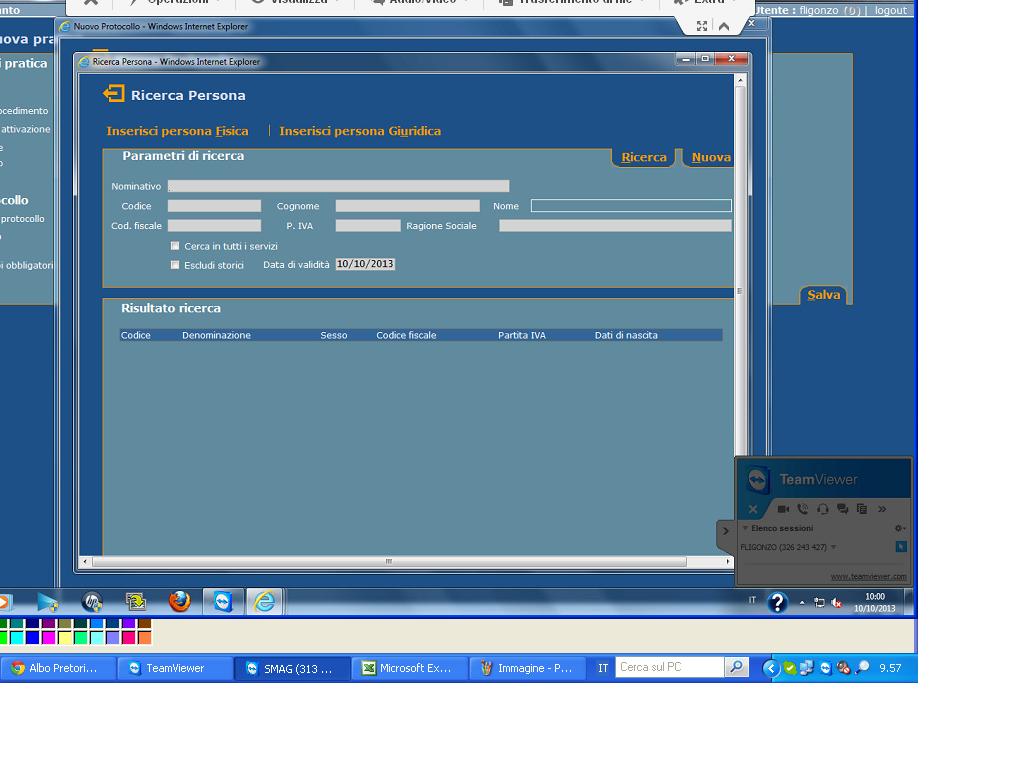 Operazioni Visualizza Audio/Video Trasferimento di file Extra
Utente : fligonzo (0) | logout
Nuovo Protocollo - Windows Internet Explorer
uova pra
i pratica
ocedimento
attivazione
e
o
ocollo
protocollo
o
i obbligatori
Ricerca Persona - Windows Internet Explorer
Ricerca Persona
Inserisci persona Fisica | Inserisci persona Giuridica
Parametri di ricerca
Ricerca Nuova
Nominativo
Codice Cognome Nome
Cod. fiscale P. IVA Ragione Sociale
Cerca in tutti i servizi
Escludi storici Data di validità 10/10/2013
Salva
Risultato ricerca
Codice Denominazione Sesso Codice fiscale Partita IVA Dati di nascita
TeamViewer
Elenco sessioni
FLIGONZO (326 243 427)
www.teamviewer.com
IT 10:00
10/10/2013
Albo Pretori... TeamViewer SMAG (313 ... Microsoft Ex... Immagine - P... IT Cerca sul PC 9.57